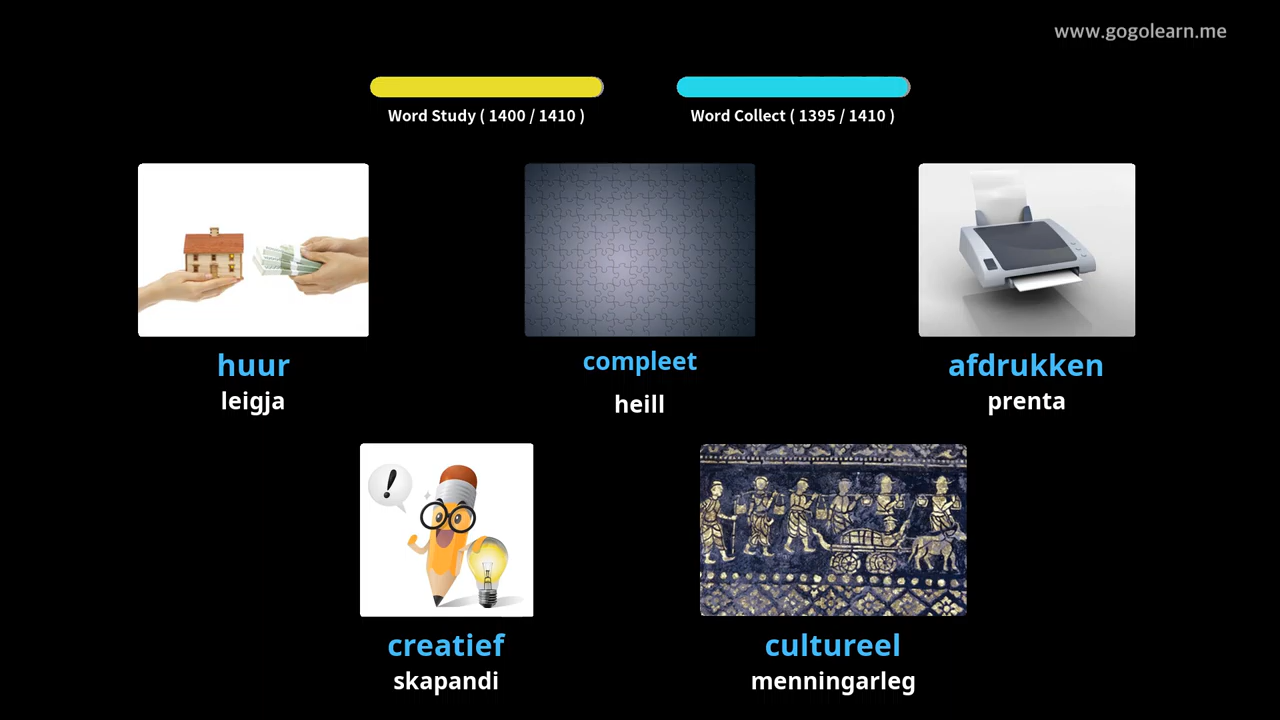 www.gogolearn.me
Word Study ( 1400 / 1410 )
Word Collect ( 1395 / 1410 )
huur
leigja
compleet
heill
afdrukken
prenta
!
creatief
skapandi
cultureel
menningarleg